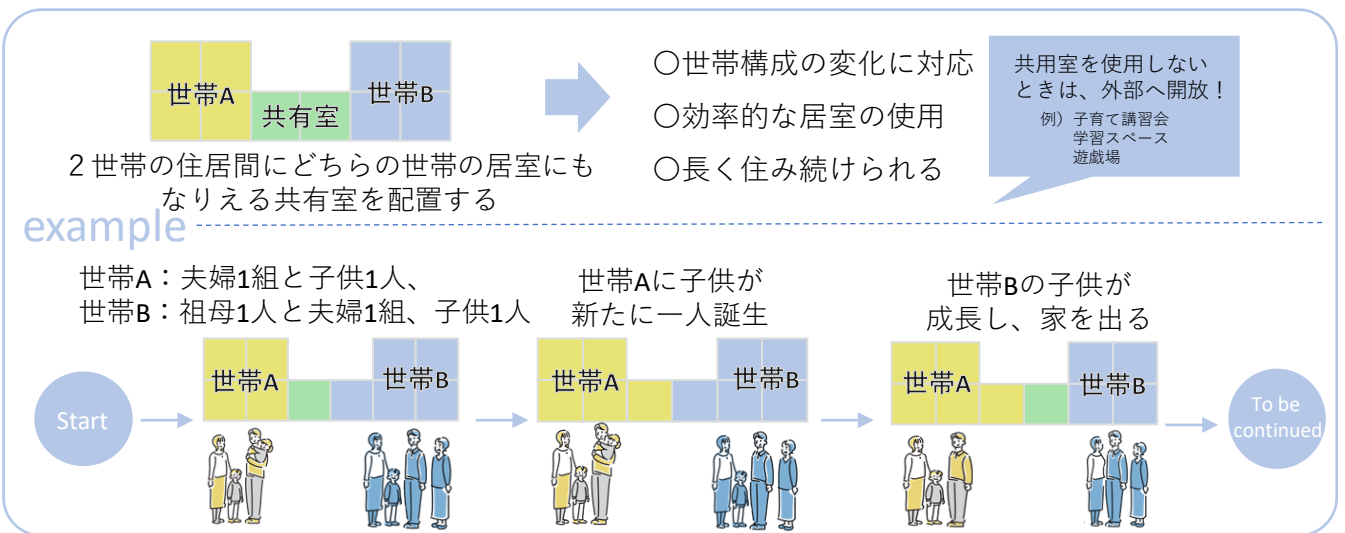 世帯A
共有室
世帯B
２世帯の住居間にどちらの世帯の居室にも
なりえる共有室を配置する
〇世帯構成の変化に対応
〇効率的な居室の使用
〇長く住み続けられる
共用室を使用しない
ときは、外部へ開放！
例）子育て講習会
学習スペース
遊戯場
example
世帯A：夫婦1組と子供1人、
世帯B：祖母1人と夫婦1組、子供1人
世帯Aに子供が
新たに一人誕生
世帯Bの子供が
成長し、家を出る
Start
世帯A
世帯B
世帯A
世帯B
世帯A
世帯B
To be
continued